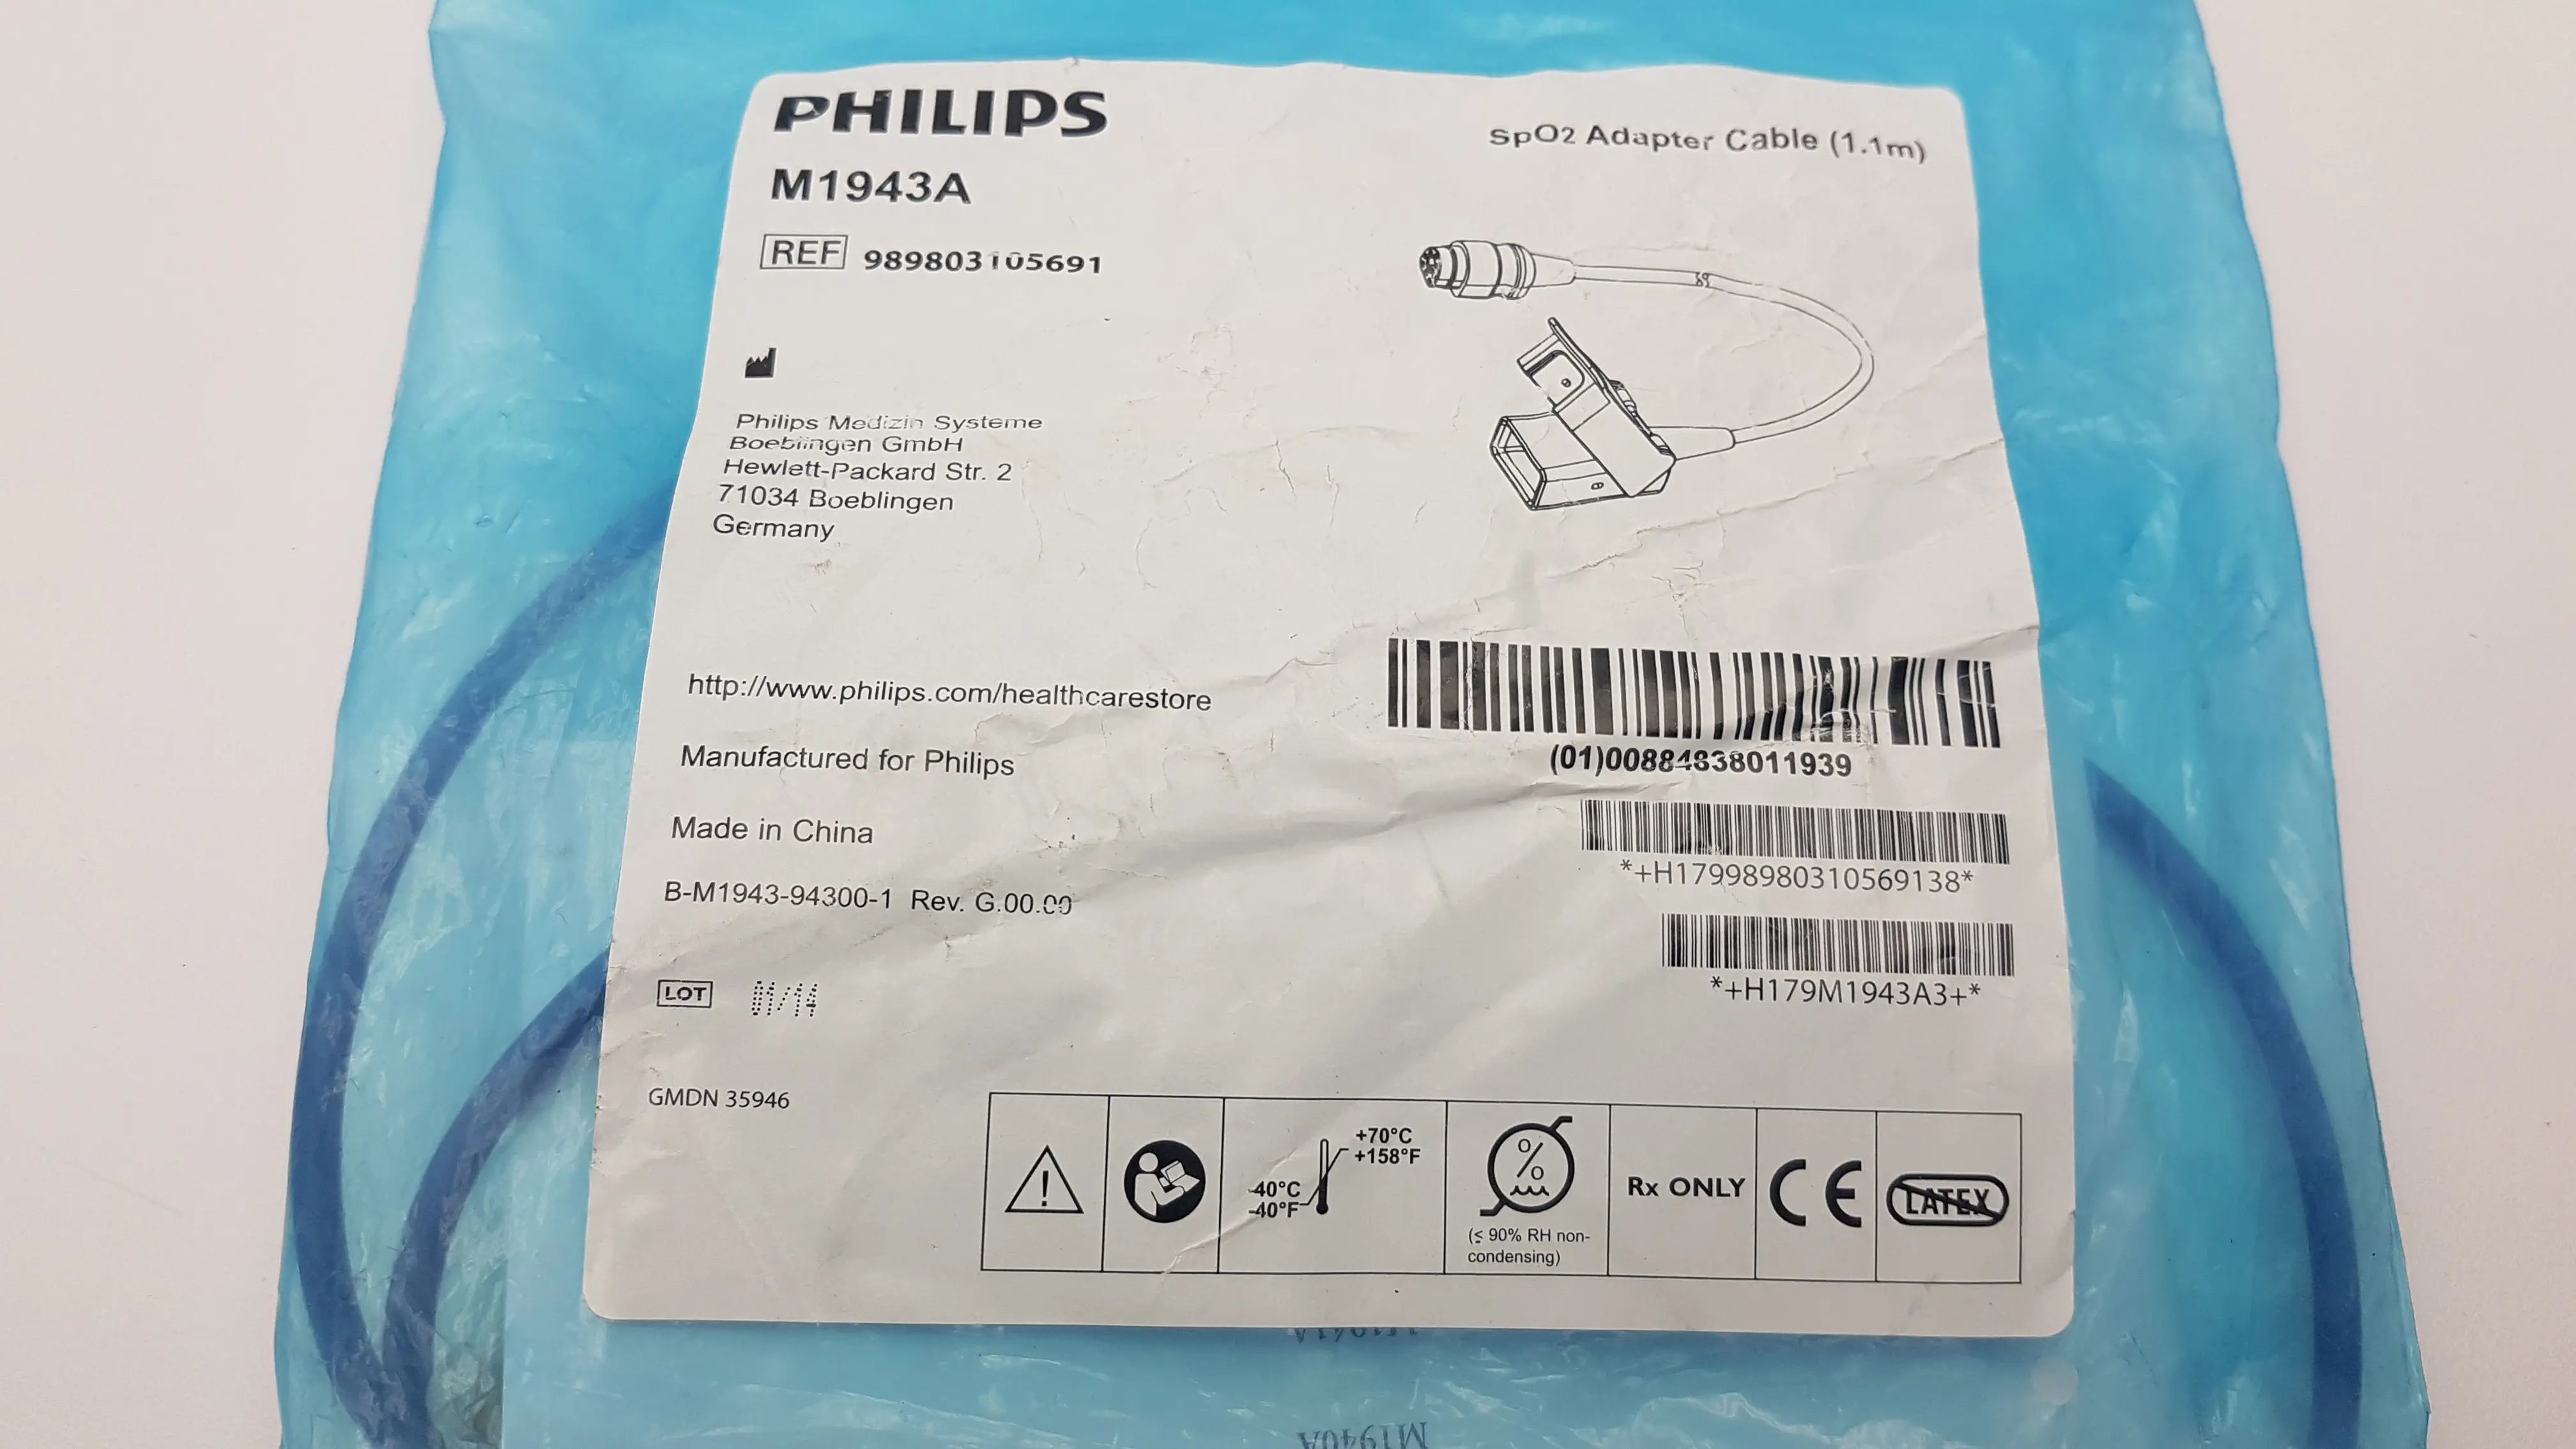 PHILIPS
SpO2 Adapter Cable (1.1m)
M1943A
REF 989803105691
Philips Medizin Systeme
Boeblingen GmbH
Hewlett-Packard Str. 2
71034 Boeblingen
Germany
http://www.philips.com/healthcarestore
Manufactured for Philips
Made in China
B-M1943-94300-1 Rev. G.00.00
(01)00884838011939
*+H17998980310569138*
*+H179M1943A3+*
LOT 01/14
GMDN 35946
+70°C
+158°F
-40°C
-40°F
%
(≤ 90% RH non-
condensing)
Rx ONLY
CE
LATEX
M1941A
M1940A